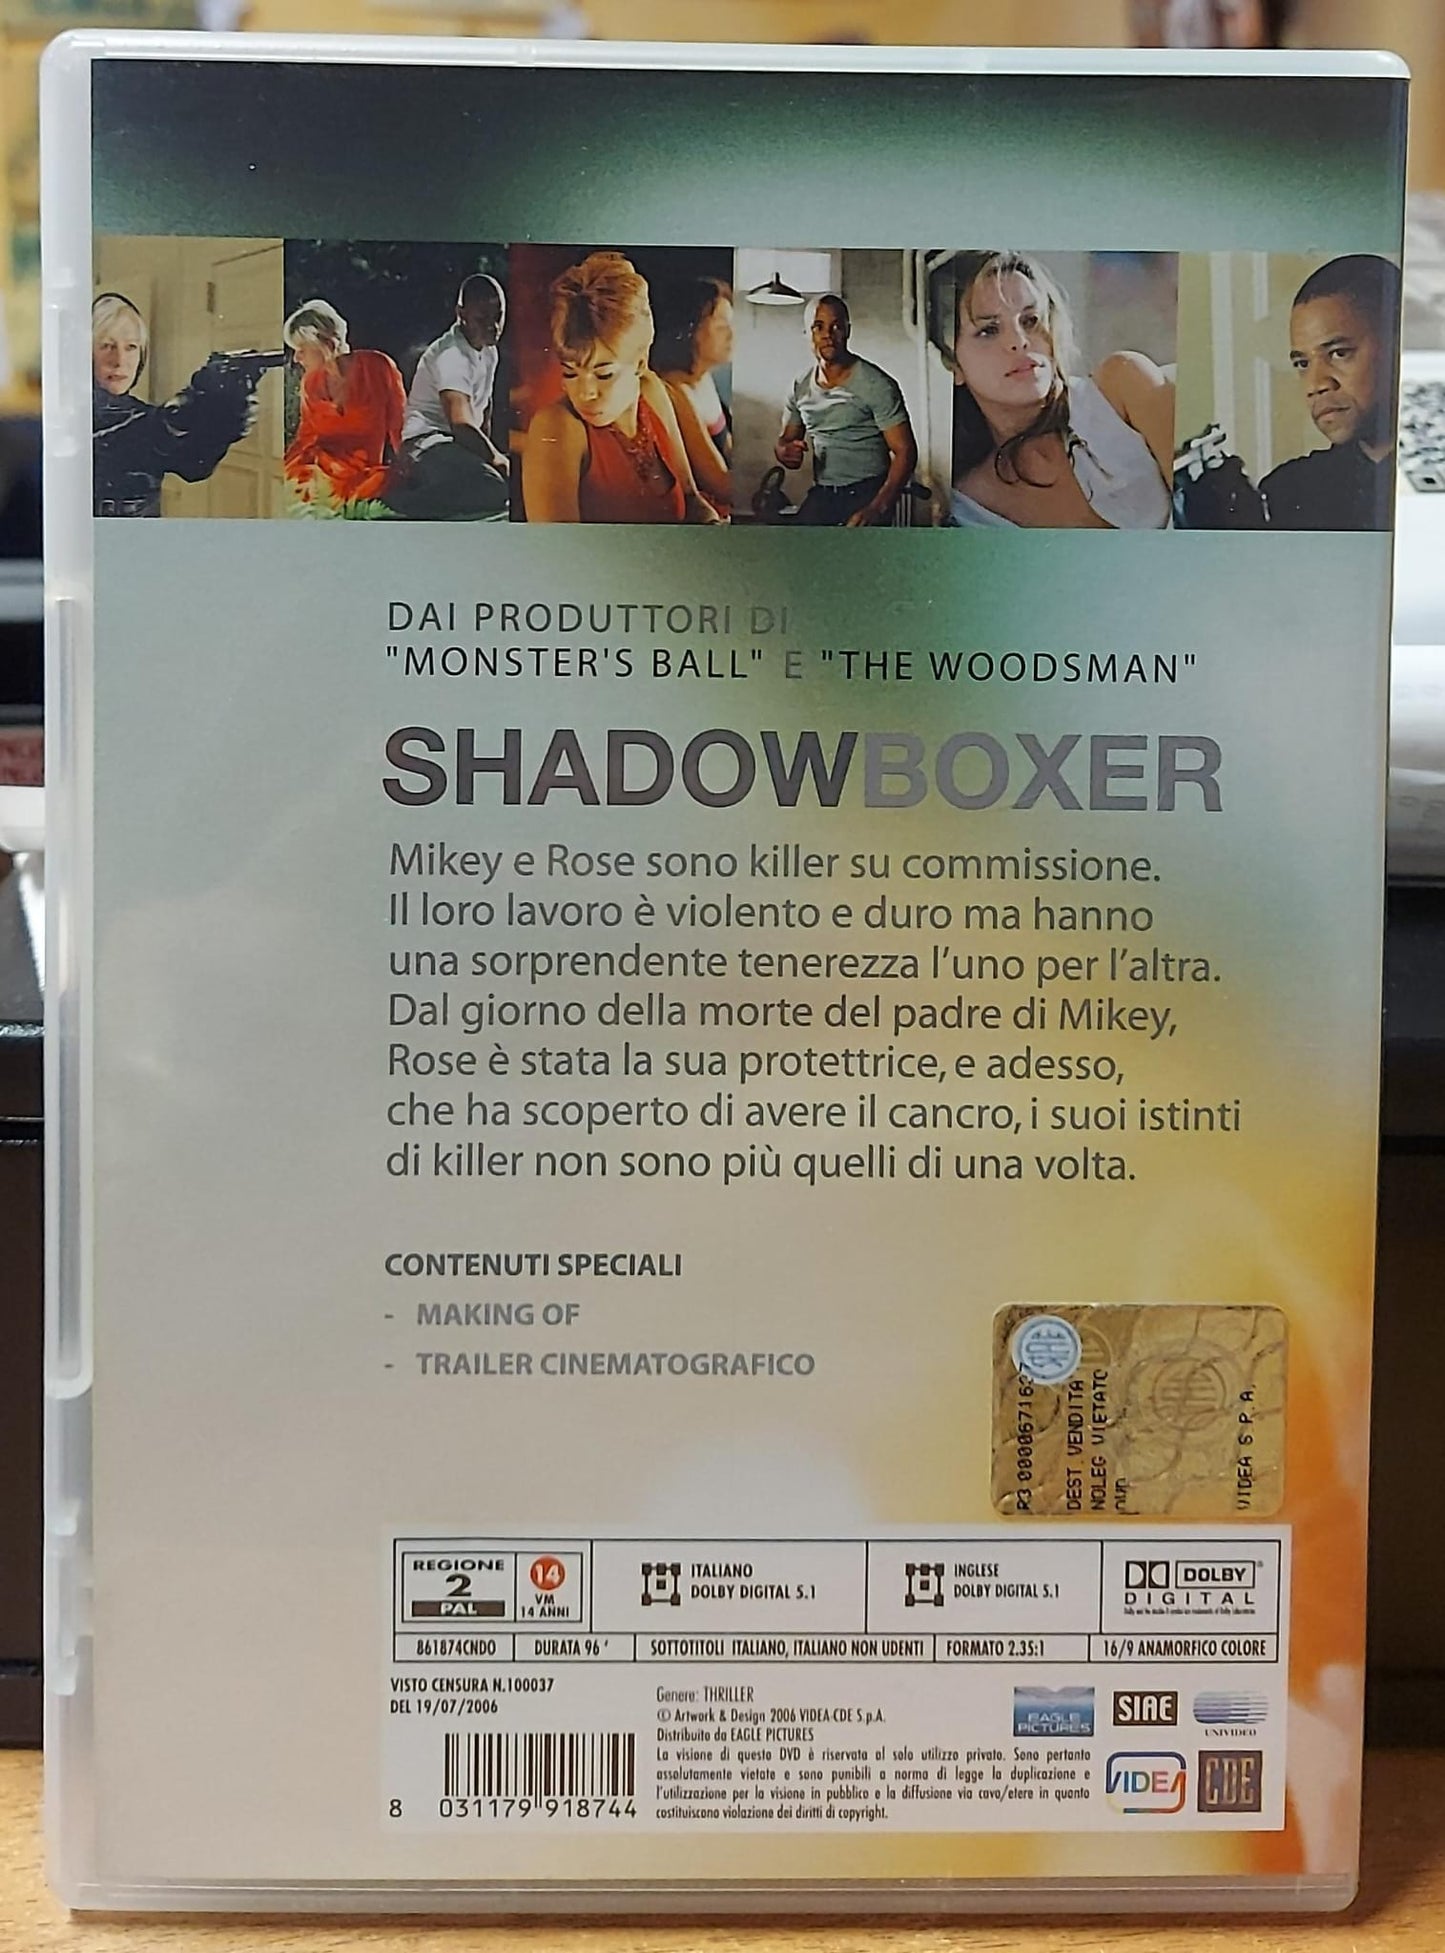 DAI PRODUTTORI DI
"MONSTER'S BALL" E "THE WOODSMAN"
SHADOWBOXER
Mikey e Rose sono killer su commissione.
Il loro lavoro è violento e duro ma hanno
una sorprendente tenerezza l'uno per l'altra.
Dal giorno della morte del padre di Mikey,
Rose è stata la sua protettrice, e adesso,
che ha scoperto di avere il cancro, i suoi istinti
di killer non sono più quelli di una volta.
CONTENUTI SPECIALI
- MAKING OF
- TRAILER CINEMATOGRAFICO
DEST.VENDITA
NOLEG VIETATO
DVD
VIDEA S.P.A.
REGIONE
2
PAL
14
VM
14 ANNI
ITALIANO
DOLBY DIGITAL 5.1
INGLESE
DOLBY DIGITAL 5.1
DOLBY
DIGITAL
861874CNDO
DURATA 96'
SOTTOTITOLI ITALIANO, ITALIANO NON UDENTI
FORMATO 2.35:1
16/9 ANAMORFICO COLORE
VISTO CENSURA N.100037
DEL 19/07/2006
8 031179 918744
Genere: THRILLER
© Artwork & Design 2006 VIDEA-CDE S.p.A.
Distribuito da EAGLE PICTURES
La visione di questo DVD è riservata al solo utilizzo privato. Sono pertanto
assolutamente vietate e sono punibili a norma di legge la duplicazione e
l'utilizzazione per la visione in pubblico e la diffusione via cavo/etere in quanto
costituiscono violazione dei diritti di copyright.
EAGLE
PICTURES
SIAE
UNIVIDEO
VIDEA
CDE